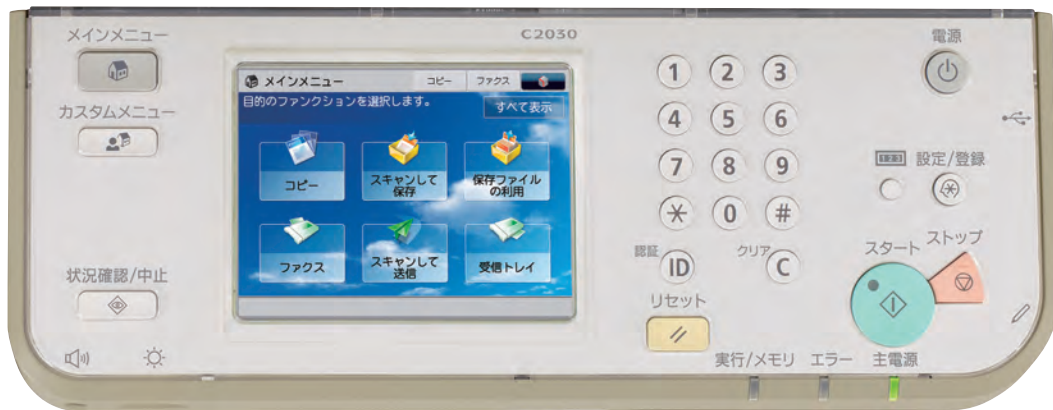 メインメニュー
C2030
電源
カスタムメニュー
メインメニュー
コピー
ファクス
目的のファンクションを選択します。
すべて表示
コピー
スキャンして
保存
保存ファイル
の利用
ファクス
スキャンして
送信
受信トレイ
1 2 3
4 5 6
7 8 9
* 0 #
認証
ID
クリア
C
リセット
123
設定/登録
スタート
ストップ
状況確認/中止
実行/メモリ
エラー
主電源